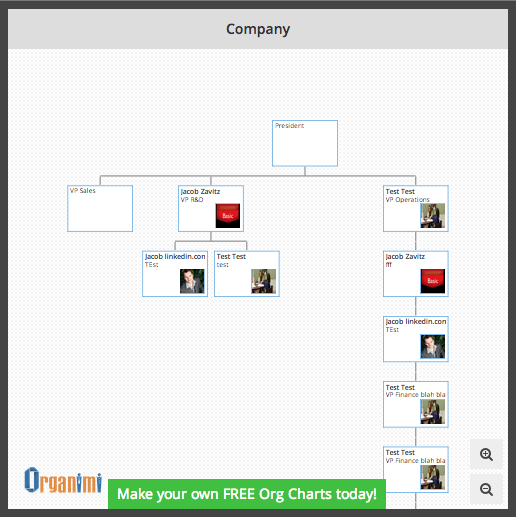 Company
President
VP Sales
Jacob Zavitz
VP R&D
Basic
Test Test
VP Operations
Jacob linkedin.con
TEst
Test Test
test
Jacob Zavitz
fff
Basic
Jacob linkedin.con
TEst
Test Test
VP Finance blah bla
Test Test
VP Finance blah bla
Organimi
Make your own FREE Org Charts today!